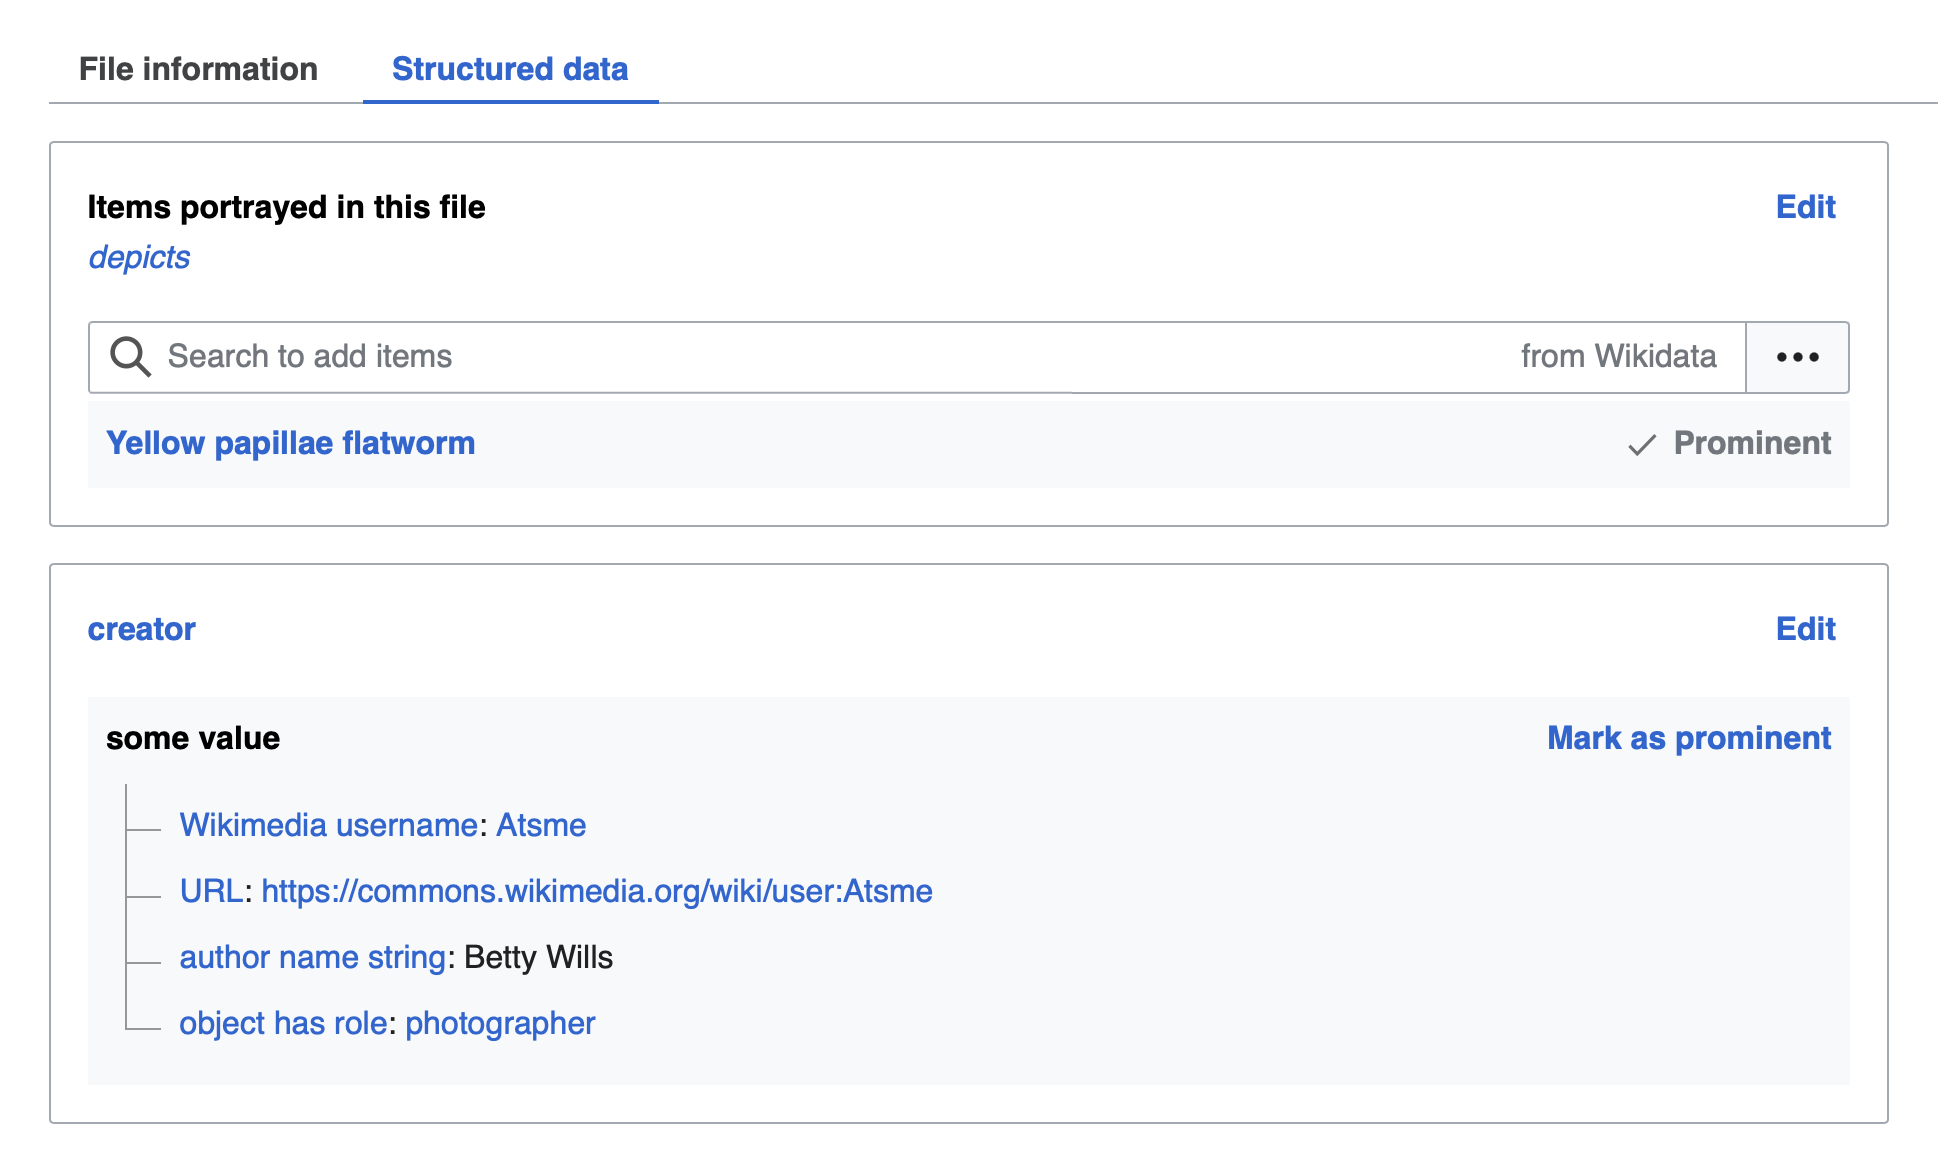 File information Structured data
Items portrayed in this file Edit
depicts
Search to add items from Wikidata
Yellow papillae flatworm Prominent
creator Edit
some value Mark as prominent
Wikimedia username: Atsme
URL: https://commons.wikimedia.org/wiki/user:Atsme
author name string: Betty Wills
object has role: photographer